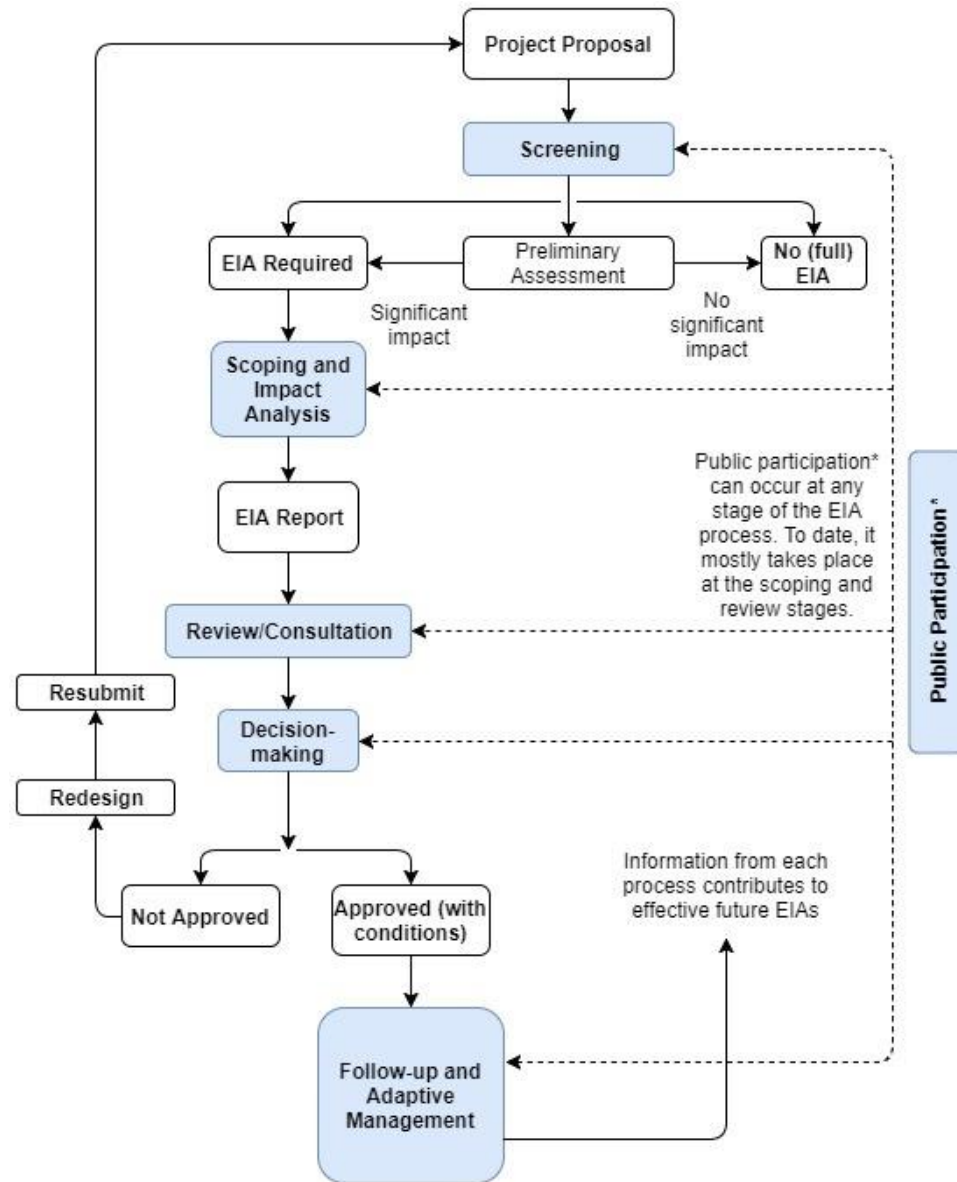 Project Proposal
Screening
EIA Required
Preliminary
Assessment
No (full)
EIA
Significant
impact
No
significant
impact
Scoping and
Impact
Analysis
EIA Report
Public participation*
can occur at any
stage of the EIA
process. To date, it
mostly takes place
at the scoping and
review stages.
Public Participation*
Review/Consultation
Resubmit
Decision-
making
Redesign
Not Approved
Approved (with
conditions)
Information from each
process contributes to
effective future EIAs
Follow-up and
Adaptive
Management